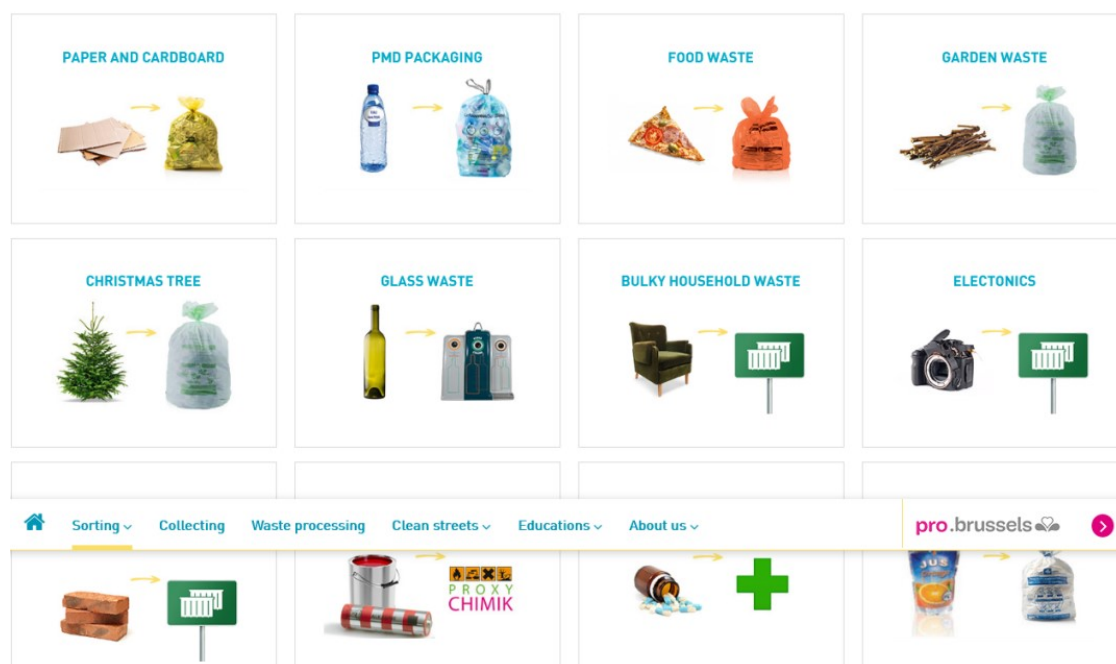 PAPER AND CARDBOARD
PMD PACKAGING
FOOD WASTE
GARDEN WASTE
CHRISTMAS TREE
GLASS WASTE
BULKY HOUSEHOLD WASTE
ELECTONICS
Sorting
Collecting
Waste processing
Clean streets
Educations
About us
pro.brussels
PROXY
CHIMIK
JUS